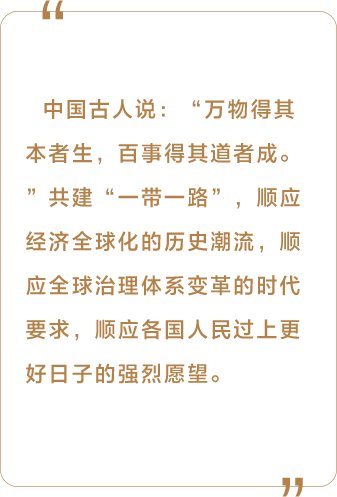 “
中国古人说：“万物得其
本者生，百事得其道者成。
”共建“一带一路”，顺应
经济全球化的历史潮流，顺
应全球治理体系变革的时代
要求，顺应各国人民过上更
好日子的强烈愿望。
”